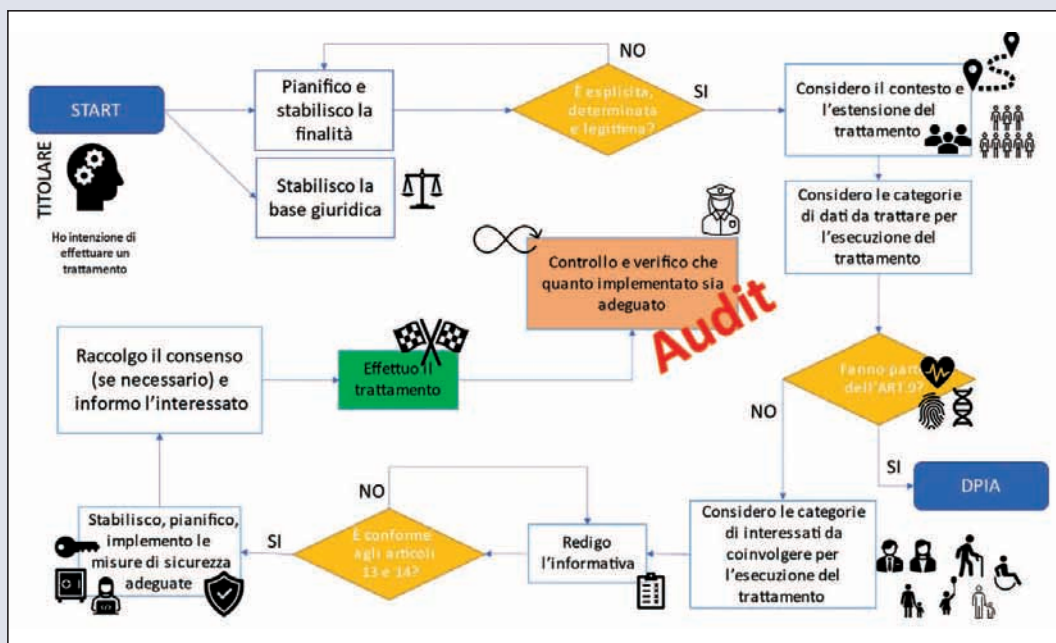 START
TITOLARE
Ho intenzione di
effettuare un
trattamento
Pianifico e
stabilisco la
finalità
Stabilisco la
base giuridica
È esplicita,
determinata
e legittima?
NO
SI
Considero il contesto e
l'estensione del
trattamento
Considero le categorie
di dati da trattare per
l'esecuzione del
trattamento
Fanno parte
dell'ART.9?
NO
SI
DPIA
Considero le categorie
di interessati da
coinvolgere per
l'esecuzione del
trattamento
Redigo
l'informativa
È conforme
agli articoli
13 e 14?
NO
SI
Stabilisco, pianifico,
implemento le
misure di sicurezza
adeguate
Raccolgo il consenso
(se necessario) e
informo l'interessato
Effettuo il
trattamento
Controllo e verifico che
quanto implementato sia
adeguato
Audit